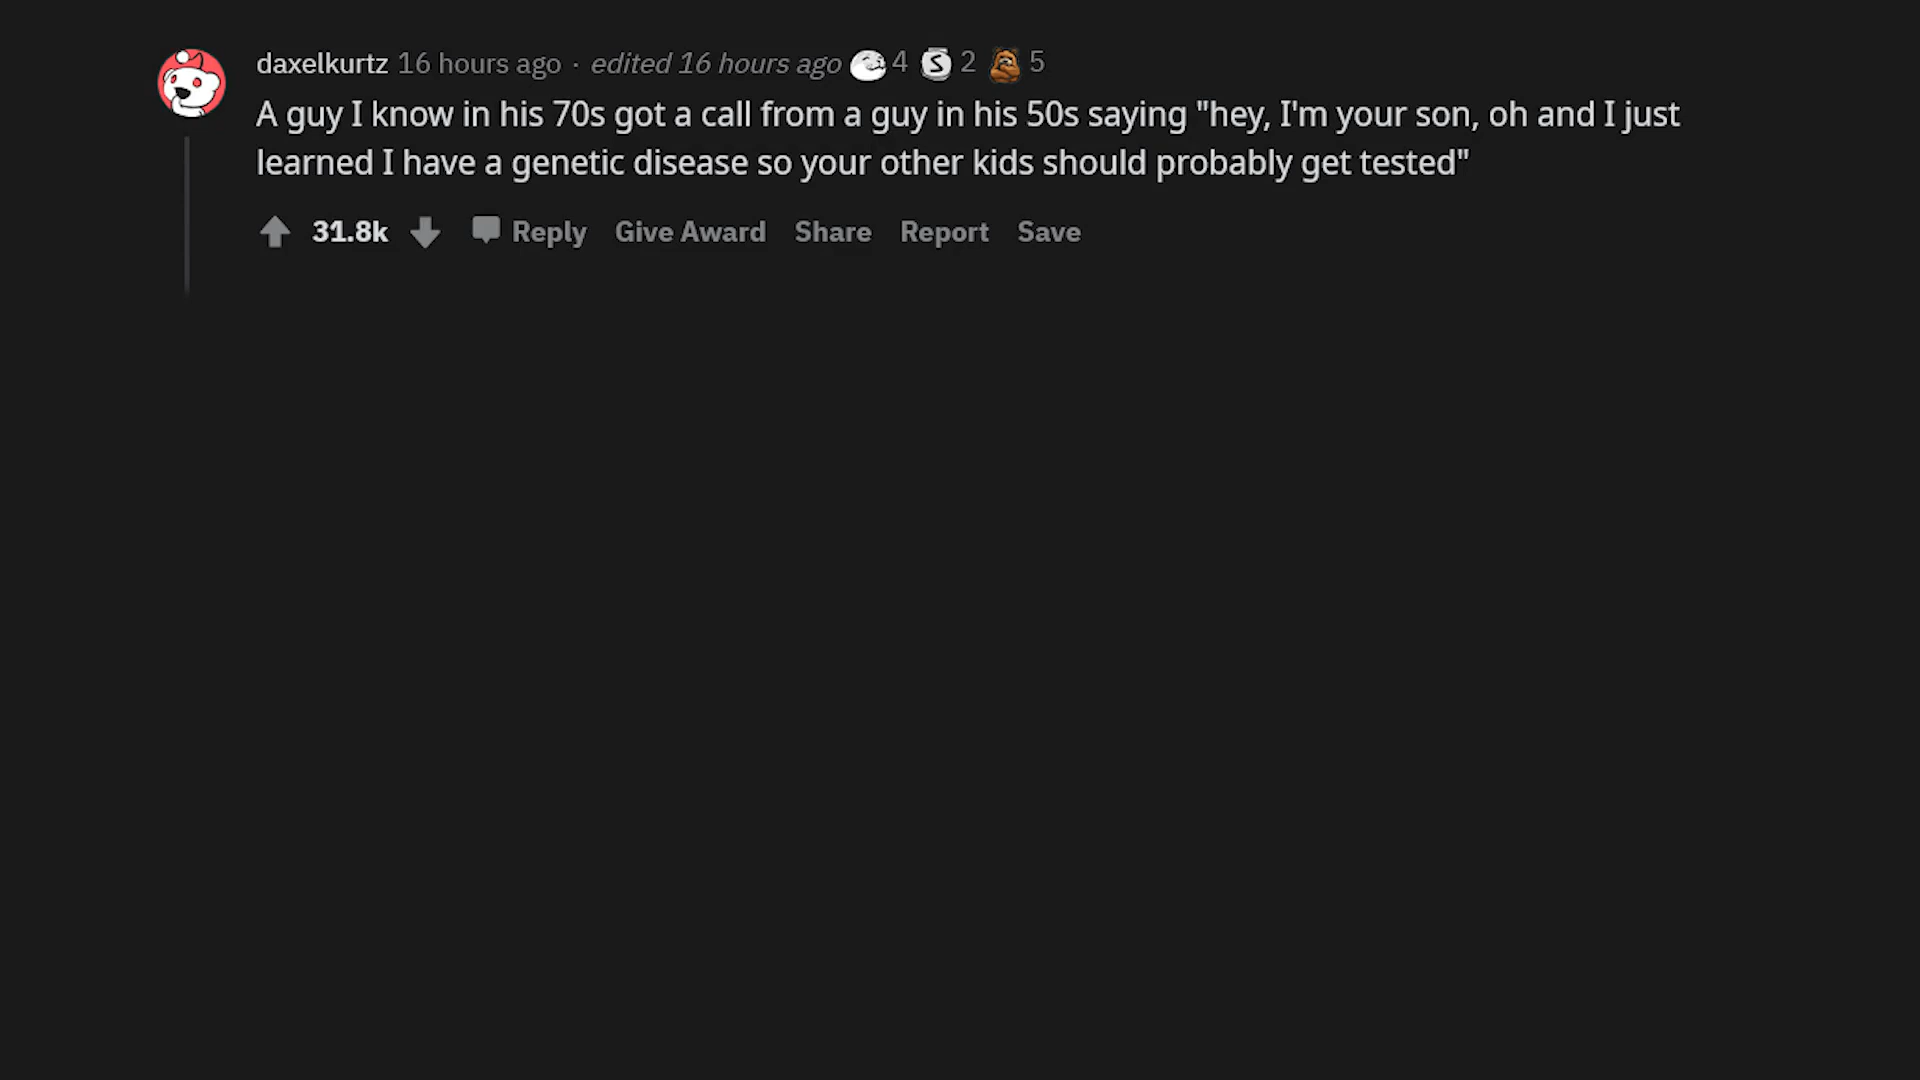 daxelkurtz 16 hours ago · edited 16 hours ago 4 S 2 5
A guy I know in his 70s got a call from a guy in his 50s saying "hey, I'm your son, oh and I just
learned I have a genetic disease so your other kids should probably get tested"
31.8k Reply Give Award Share Report Save